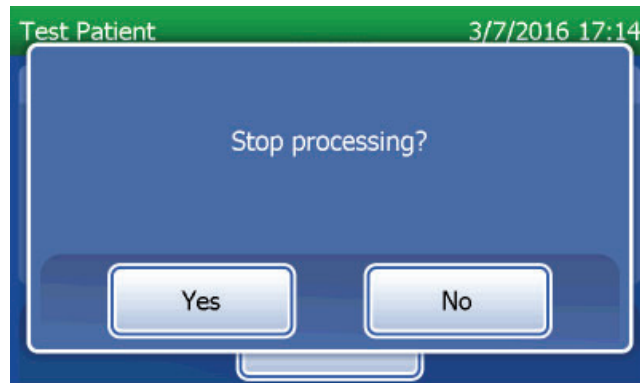 Test Patient 3/7/2016 17:14
Stop processing?
Yes No